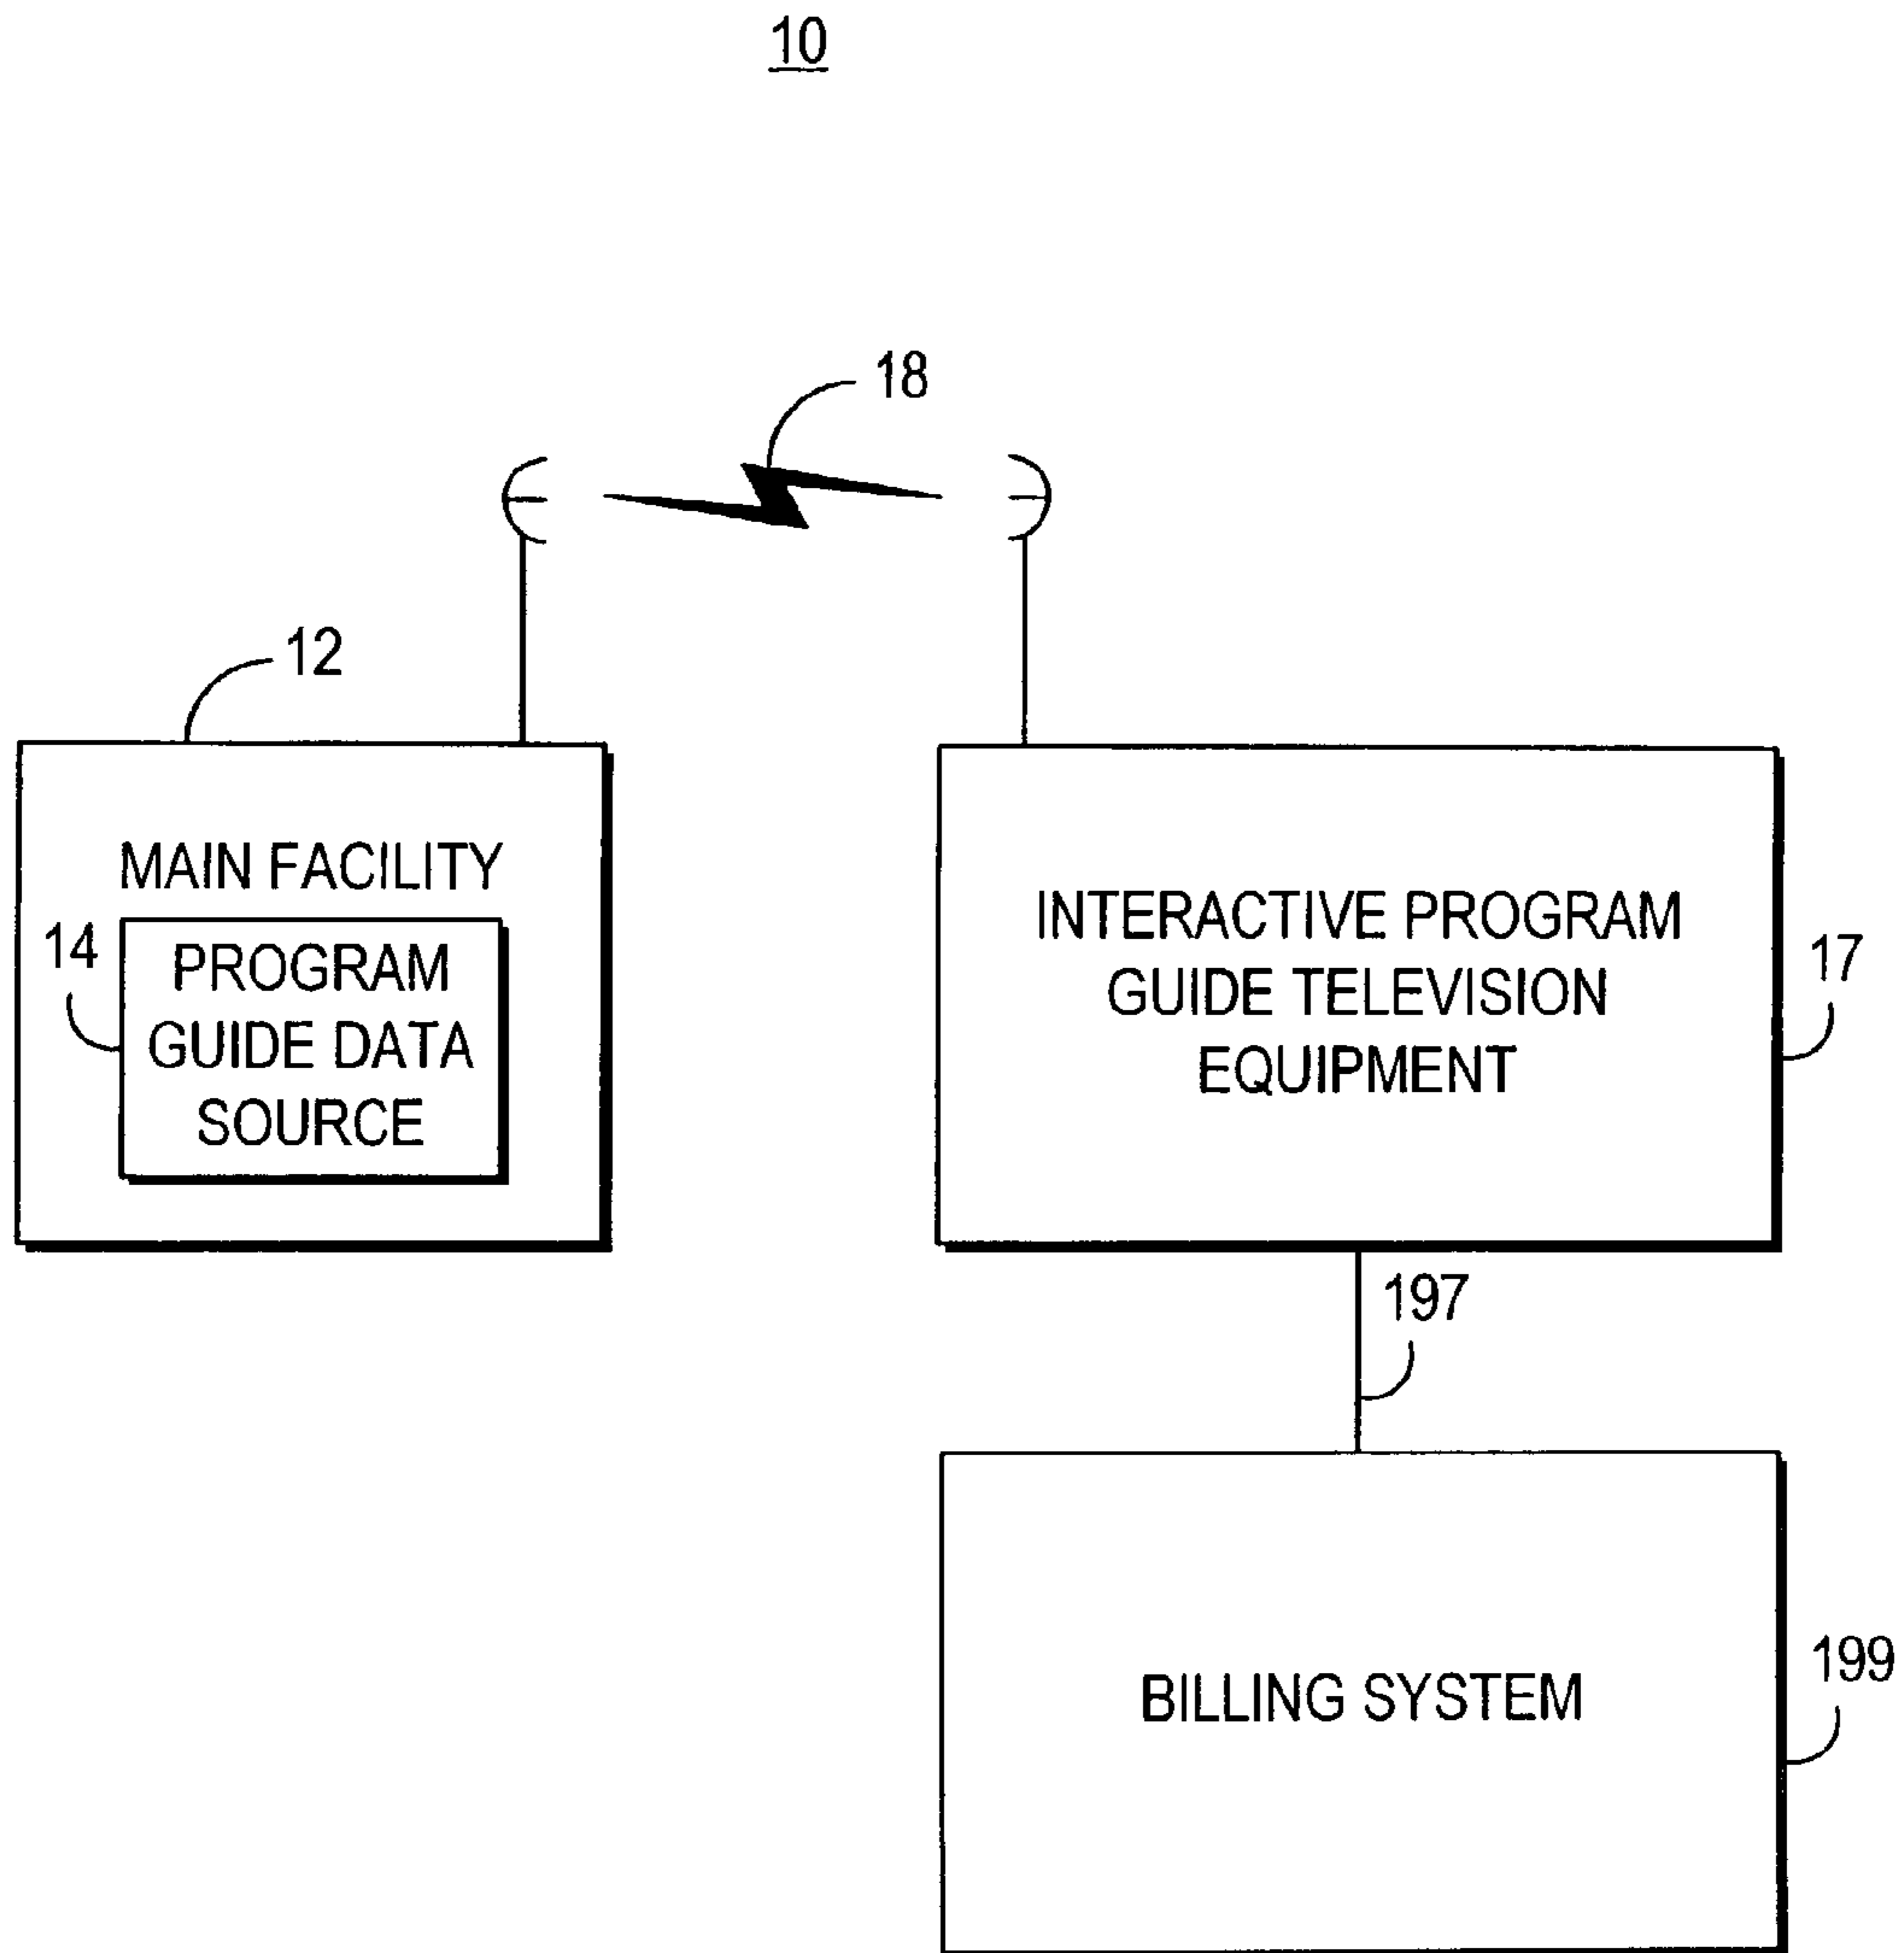 10
18
12
MAIN FACILITY
14
PROGRAM
GUIDE DATA
SOURCE
INTERACTIVE PROGRAM
GUIDE TELEVISION
EQUIPMENT
17
197
BILLING SYSTEM
199